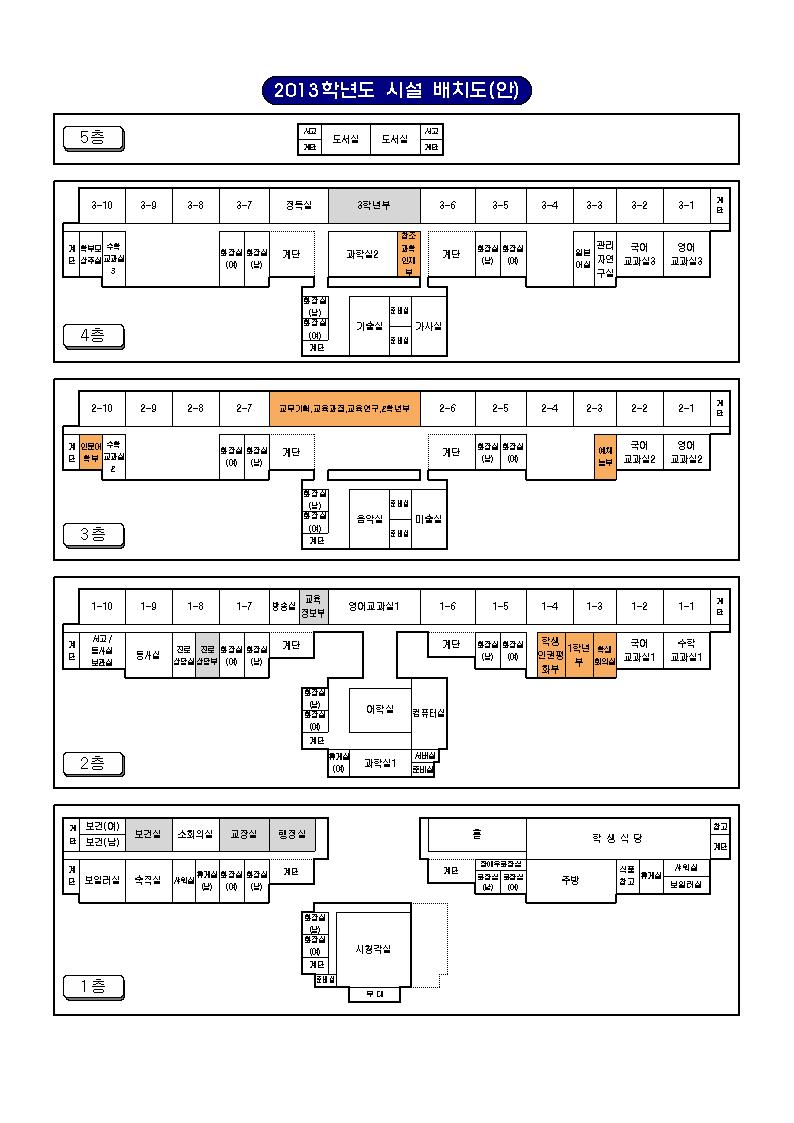 2013학년도 시설 배치도(안)
5층
서고
계단
도서실
도서실
서고
계단
3-10
3-9
3-8
3-7
정독실
3학년부
3-6
3-5
3-4
3-3
3-2
3-1
계
단
계
단
학부모
상주실
수학
교과실
3
화장실
(여)
화장실
(남)
계단
과학실2
창조
과학
인재
부
계단
화장실
(남)
화장실
(여)
일본
어실
관리
자연
구실
국어
교과실3
영어
교과실3
화장실
(남)
화장실
(여)
계단
기술실
준비실
준비실
가사실
4층
2-10
2-9
2-8
2-7
교무기획,교육과정,교육연구,2학년부
2-6
2-5
2-4
2-3
2-2
2-1
계
단
계
단
인문어
학부
수학
교과실
2
화장실
(여)
화장실
(남)
계단
계단
화장실
(남)
화장실
(여)
예체
능부
국어
교과실2
영어
교과실2
화장실
(남)
화장실
(여)
계단
음악실
준비실
준비실
미술실
3층
1-10
1-9
1-8
1-7
방송실
교육
정보부
영어교과실1
1-6
1-5
1-4
1-3
1-2
1-1
계
단
계
단
서고/
등사실
보관실
등사실
진로
상담실
진로
상담부
화장실
(여)
화장실
(남)
계단
계단
화장실
(남)
화장실
(여)
학생
인권평
화부
1학년
부
학생
회의실
국어
교과실1
수학
교과실1
화장실
(남)
화장실
(여)
계단
어학실
컴퓨터실
휴게실
(여)
과학실1
서버실
준비실
2층
계
단
보건(여)
보건(남)
보건실
소회의실
교장실
행정실
홀
학 생 식 당
창고
계단
계
단
보일러실
숙직실
샤워실
휴게실
(남)
화장실
(여)
화장실
(남)
계단
계단
장애우화장실
화장실
(남)
화장실
(여)
주방
식품
창고
휴게실
샤워실
보일러실
화장실
(남)
화장실
(여)
계단
준비실
시청각실
무 대
1층